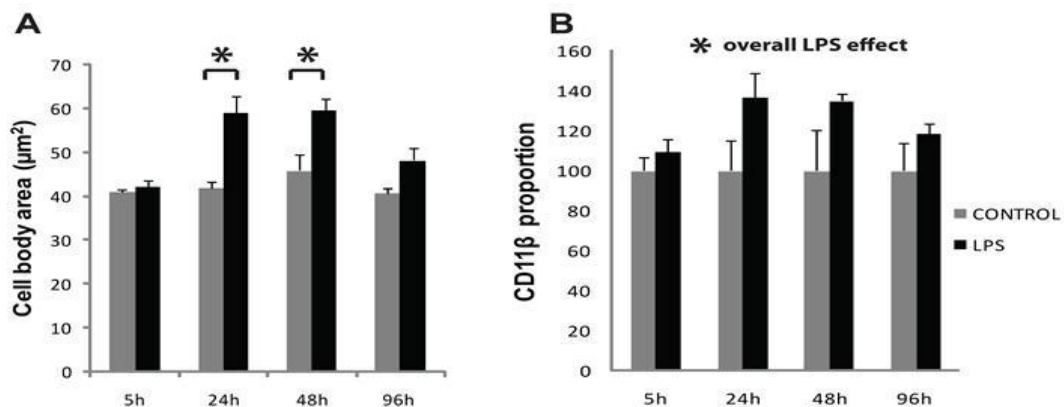 A
Cell body area (µm²)
70
60
50
40
30
20
10
0
* *
5h 24h 48h 96h
B
* overall LPS effect
CD11β proportion
160
140
120
100
80
60
40
20
0
5h 24h 48h 96h
CONTROL
LPS